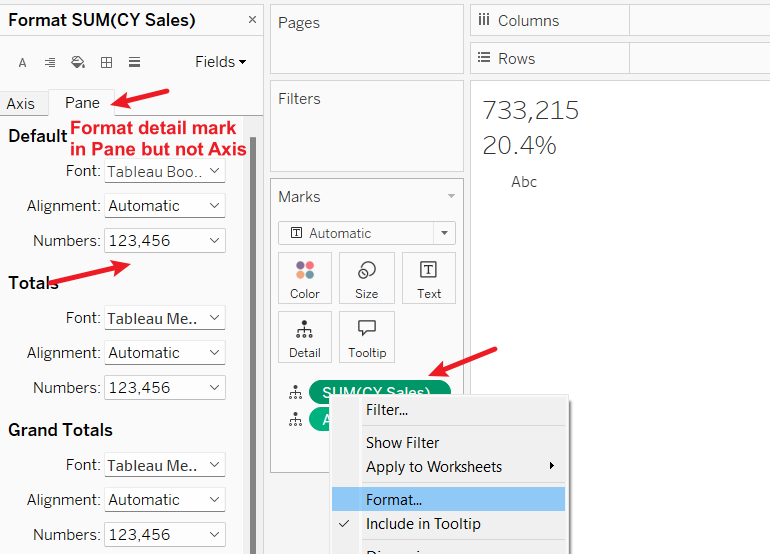 Format SUM(CY Sales) ×
A Fields
Axis Pane
Format detail mark
in Pane but not Axis
Default
Font: Tableau Boo..
Alignment: Automatic
Numbers: 123,456
Totals
Font: Tableau Me..
Alignment: Automatic
Numbers: 123,456
Grand Totals
Font: Tableau Me..
Alignment: Automatic
Numbers: 123,456
Pages
Filters
Marks
T Automatic
Color Size Text
Detail Tooltip
SUM(CY Sales)
A
Filter...
Show Filter
Apply to Worksheets
Format...
Include in Tooltip
Columns
Rows
733,215
20.4%
Abc